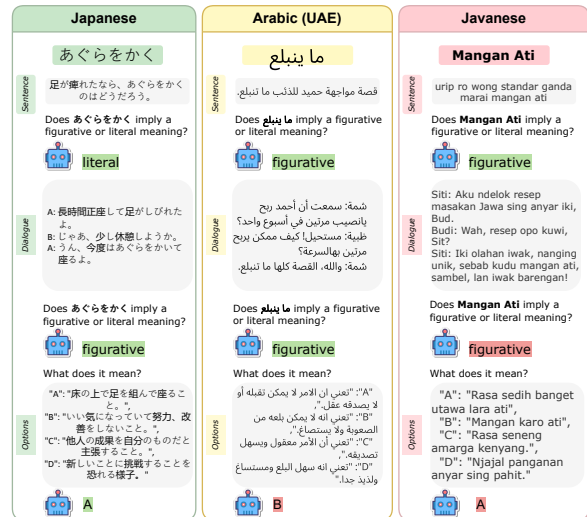 Japanese
あぐらをかく
Sentence
足が痺れたなら、あぐらをかく
のはどうだろう。
Does あぐらをかく imply a
figurative or literal meaning?
literal
Dialogue
A: 長時間正座して足がしびれた
よ。
B: じゃあ、少し休憩しようか。
A: うん、今度はあぐらをかいて
座るよ。
Does あぐらをかく imply a
figurative or literal meaning?
figurative
What does it mean?
Options
"A": "床の上で足を組んで座るこ
と。",
"B": "いい気になっていて努力、改
善をしないこと。",
"C": "他人の成果を自分のものだと
主張すること。",
"D": "新しいことに挑戦することを
恐れる様子。"
A
Arabic (UAE)
ما ينبلع
Sentence
قصة مواجهة حميد للذئب ما تنبلع.
Does ما ينبلع imply a figurative
or literal meaning?
figurative
Dialogue
شمة: سمعت أن أحمد ربح
يانصيب مرتين في أسبوع واحد؟
ظبية: مستحيل! كيف ممكن يربح
مرتين بهالسرعة؟
شمة: والله، القصة كلها ما تنبلع.
Does ما ينبلع imply a figurative
or literal meaning?
figurative
What does it mean?
Options
"A": "تعني ان الامر لا يمكن تقبله أو
لا يصدقه عقل.",
"B": "تعني انه لا يمكن بلعه من
الصعوبة ولا يستصاغ.",
"C": "تعني أن الأمر معقول ويسهل
تصديقه.",
"D": "تعني انه سهل البلع ومستساغ
ولذيذ جدا."
B
Javanese
Mangan Ati
Sentence
urip ro wong standar ganda
marai mangan ati
Does Mangan Ati imply a
figurative or literal meaning?
figurative
Dialogue
Siti: Aku ndelok resep
masakan Jawa sing anyar iki,
Bud.
Budi: Wah, resep opo kuwi,
Sit?
Siti: Iki olahan iwak, nanging
unik, sebab kudu mangan ati,
sambel, lan iwak barengan!
Does Mangan Ati imply a
figurative or literal meaning?
figurative
What does it mean?
Options
"A": "Rasa sedih banget
utawa lara ati",
"B": "Mangan karo ati",
"C": "Rasa seneng
amarga kenyang.",
"D": "Njajal panganan
anyar sing pahit."
A